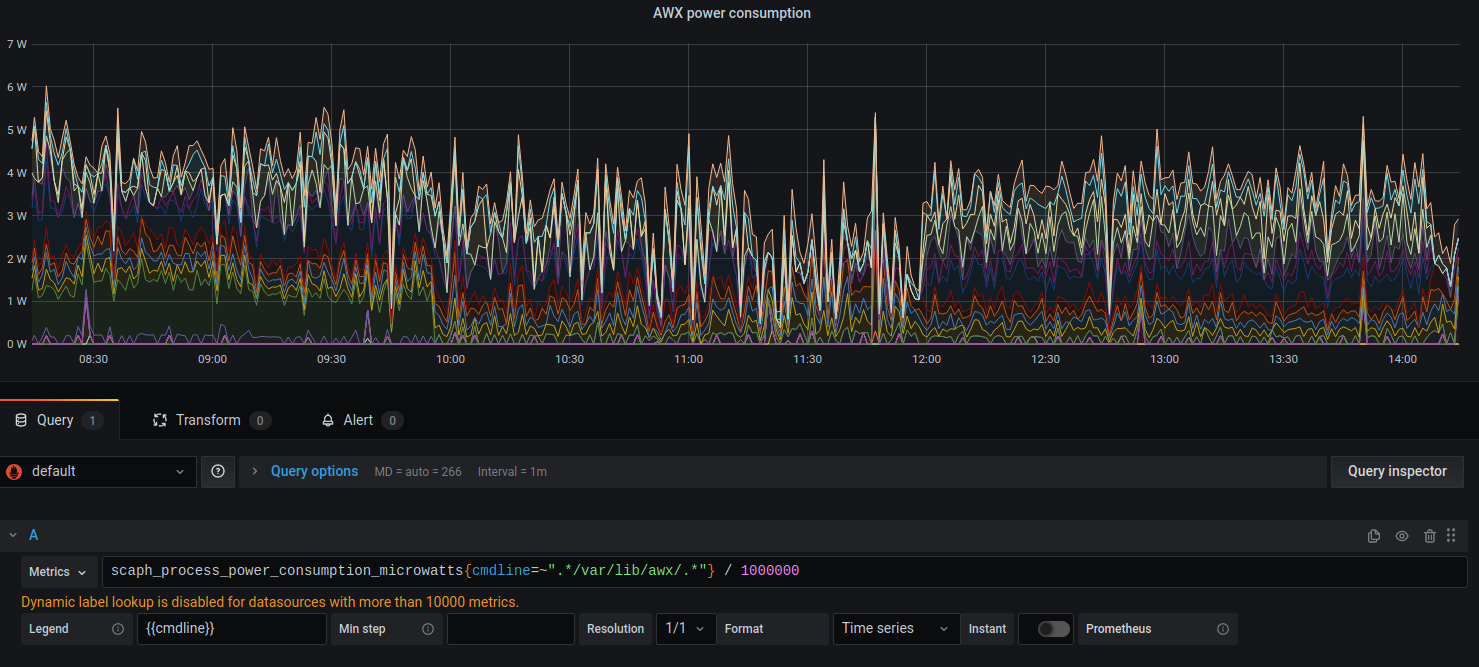 AWX power consumption
7 W
6 W
5 W
4 W
3 W
2 W
1 W
0 W
08:30 09:00 09:30 10:00 10:30 11:00 11:30 12:00 12:30 13:00 13:30 14:00
Query 1 Transform 0 Alert 0
default Query options MD = auto = 266 Interval = 1m Query inspector
A
Metrics scaph_process_power_consumption_microwatts{cmdline=~".*/var/lib/awx/.*"} / 1000000
Dynamic label lookup is disabled for datasources with more than 10000 metrics.
Legend {{cmdline}} Min step Resolution 1/1 Format Time series Instant Prometheus